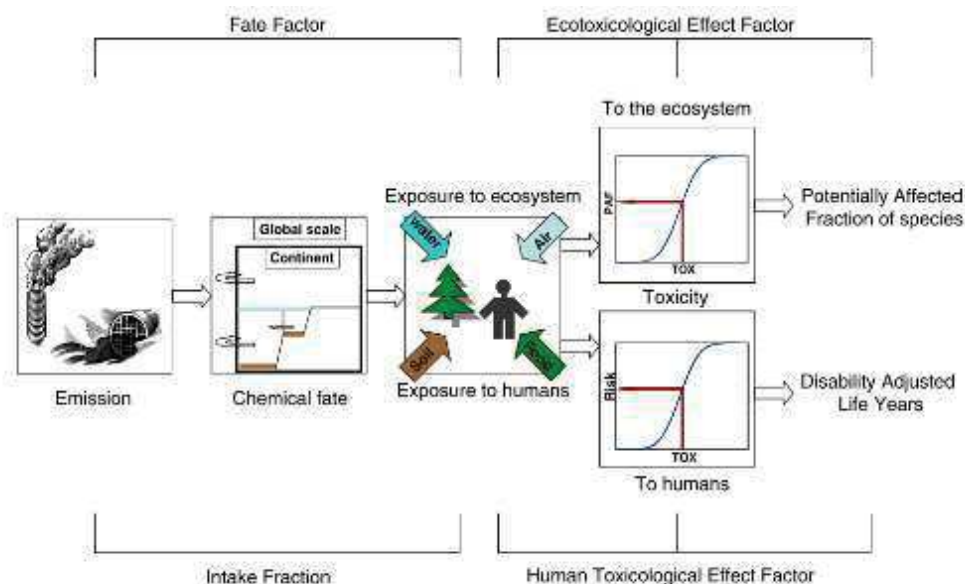 Fate Factor
Ecotoxicological Effect Factor
To the ecosystem
Exposure to ecosystem
PAF
TOX
Potentially Affected
Fraction of species
Global scale
Continent
water
Air
Toxicity
Soil
Food
Emission
Chemical fate
Exposure to humans
Risk
TOX
Disability Adjusted
Life Years
To humans
Intake Fraction
Human Toxicological Effect Factor